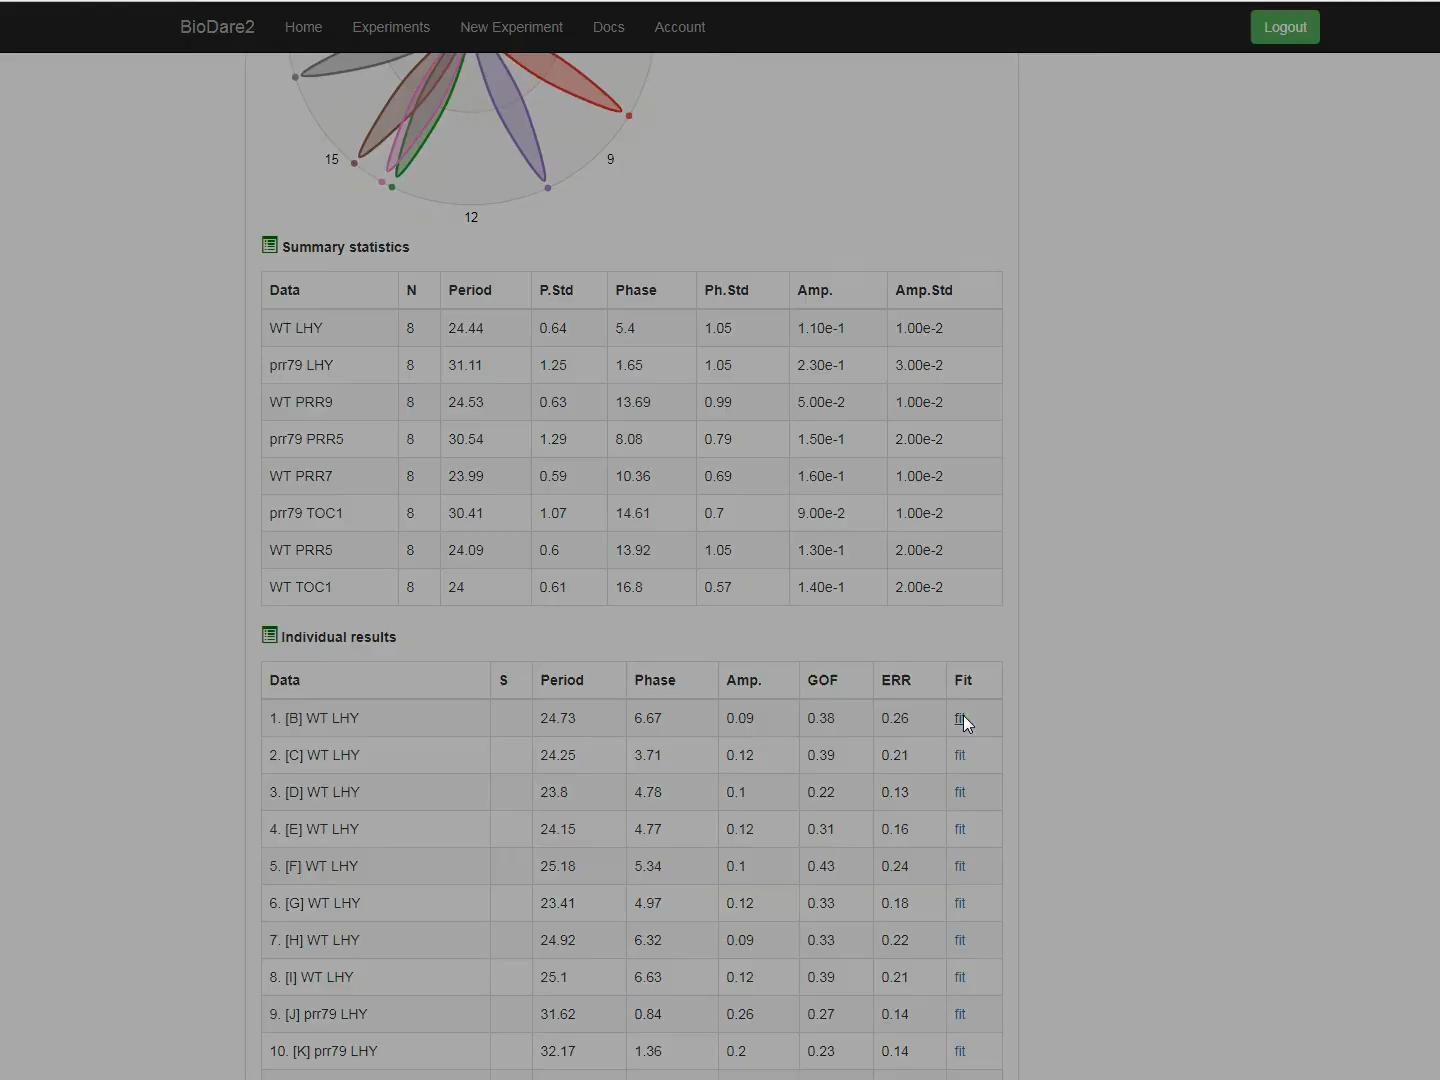 BioDare2 Home Experiments New Experiment Docs Account Logout
15
9
12
Summary statistics
Data N Period P.Std Phase Ph.Std Amp. Amp.Std
WT LHY 8 24.44 0.64 5.4 1.05 1.10e-1 1.00e-2
prr79 LHY 8 31.11 1.25 1.65 1.05 2.30e-1 3.00e-2
WT PRR9 8 24.53 0.63 13.69 0.99 5.00e-2 1.00e-2
prr79 PRR5 8 30.54 1.29 8.08 0.79 1.50e-1 2.00e-2
WT PRR7 8 23.99 0.59 10.36 0.69 1.60e-1 1.00e-2
prr79 TOC1 8 30.41 1.07 14.61 0.7 9.00e-2 1.00e-2
WT PRR5 8 24.09 0.6 13.92 1.05 1.30e-1 2.00e-2
WT TOC1 8 24 0.61 16.8 0.57 1.40e-1 2.00e-2
Individual results
Data S Period Phase Amp. GOF ERR Fit
1. [B] WT LHY 24.73 6.67 0.09 0.38 0.26 fit
2. [C] WT LHY 24.25 3.71 0.12 0.39 0.21 fit
3. [D] WT LHY 23.8 4.78 0.1 0.22 0.13 fit
4. [E] WT LHY 24.15 4.77 0.12 0.31 0.16 fit
5. [F] WT LHY 25.18 5.34 0.1 0.43 0.24 fit
6. [G] WT LHY 23.41 4.97 0.12 0.33 0.18 fit
7. [H] WT LHY 24.92 6.32 0.09 0.33 0.22 fit
8. [I] WT LHY 25.1 6.63 0.12 0.39 0.21 fit
9. [J] prr79 LHY 31.62 0.84 0.26 0.27 0.14 fit
10. [K] prr79 LHY 32.17 1.36 0.2 0.23 0.14 fit